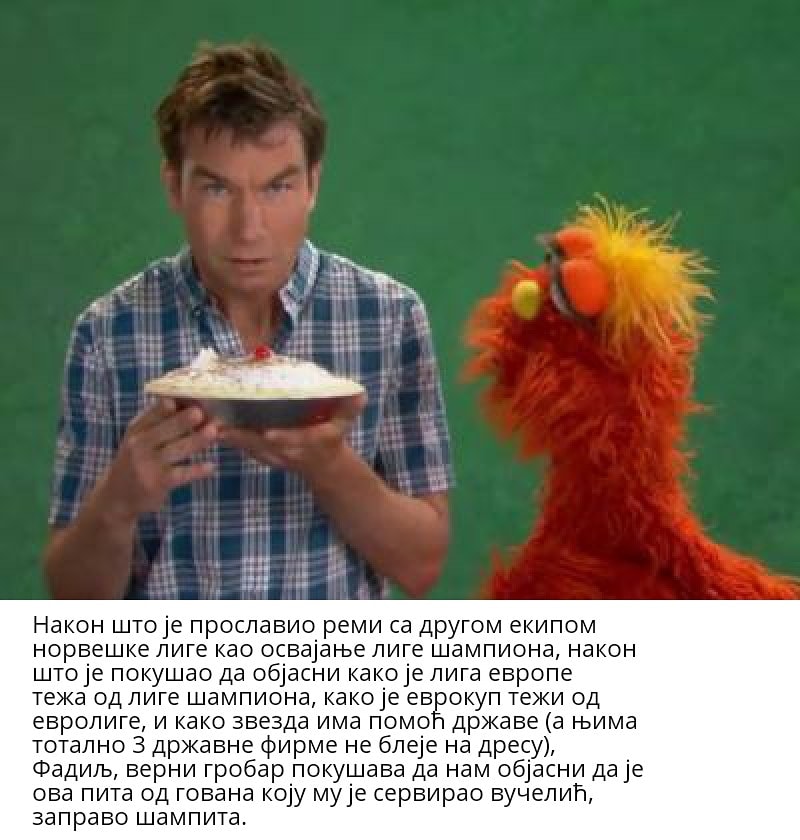 Након што је прославио реми са другом екипом
норвешке лиге као освајање лиге шампиона, након
што је покушао да објасни како је лига европе
тежа од лиге шампиона, како је еврокуп тежи од
евролиге, и како звезда има помоћ државе (а њима
тотално 3 државне фирме не блеје на дресу),
Фадиљ, верни гробар покушава да нам објасни да је
ова пита од гована коју му је сервирао вучелић,
заправо шампита.